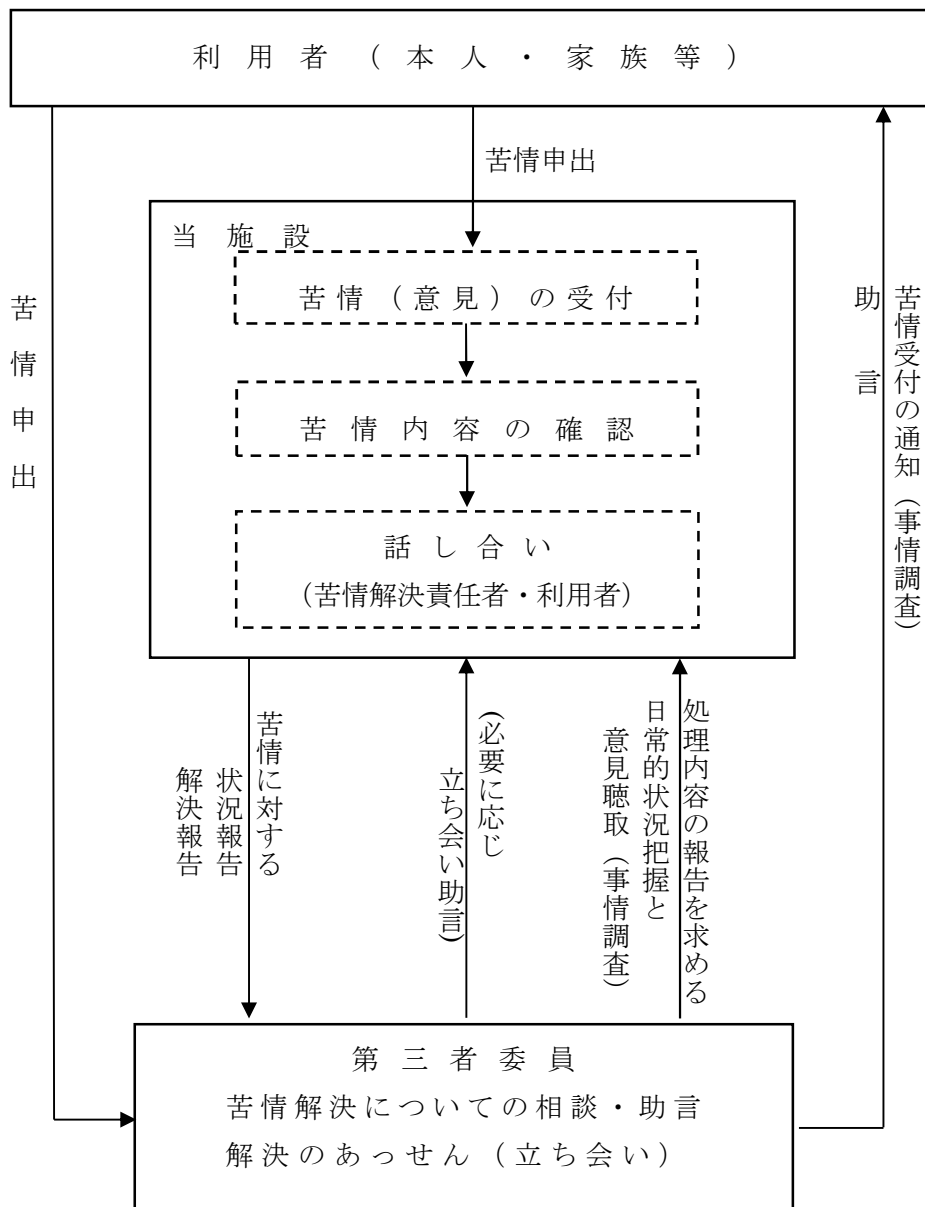 利用者(本人・家族等)
苦情申出
当施設
苦情(意見)の受付
苦情内容の確認
話し合い
(苦情解決責任者・利用者)
苦情申出
苦情受付の通知(事情調査)
助言
苦情に対する
状況報告
解決報告
(必要に応じ
立ち会い助言)
処理内容の報告を求める
日常的状況把握と
意見聴取(事情調査)
第三者委員
苦情解決についての相談・助言
解決のあっせん(立ち会い)